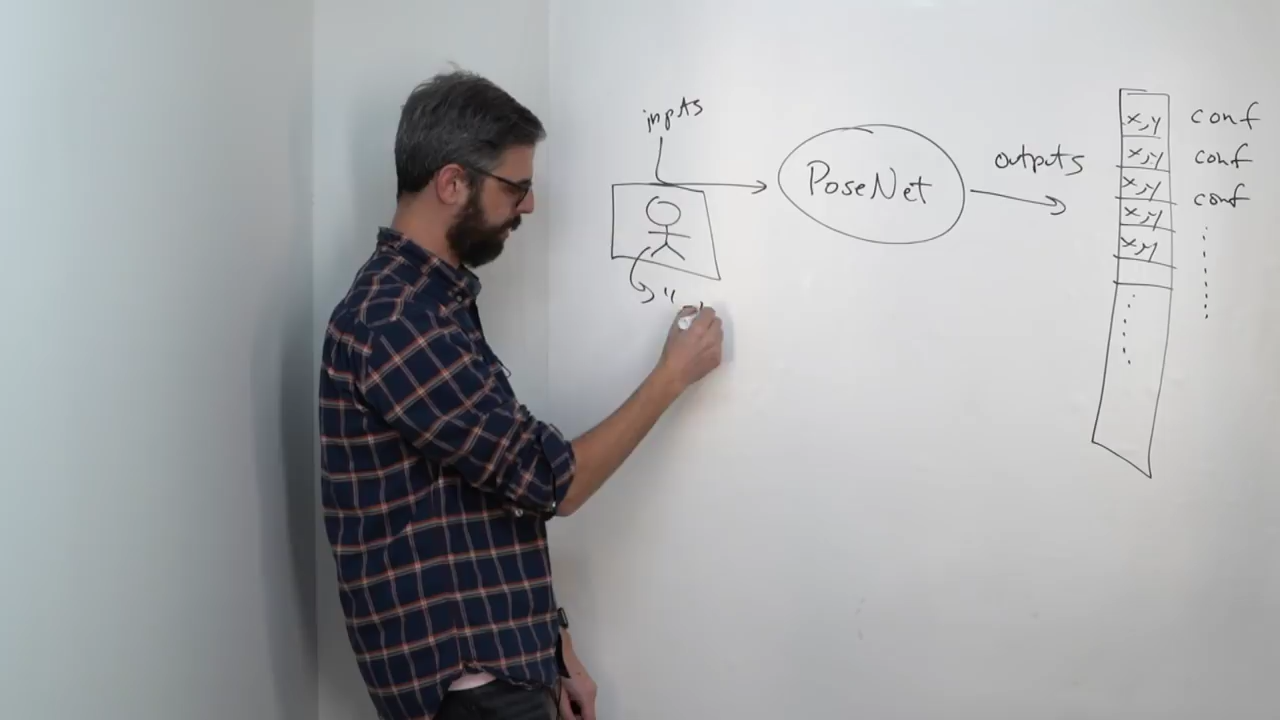 inputs
PoseNet
outputs
x,y conf
x,y conf
x,y conf
x,y
x,y
"